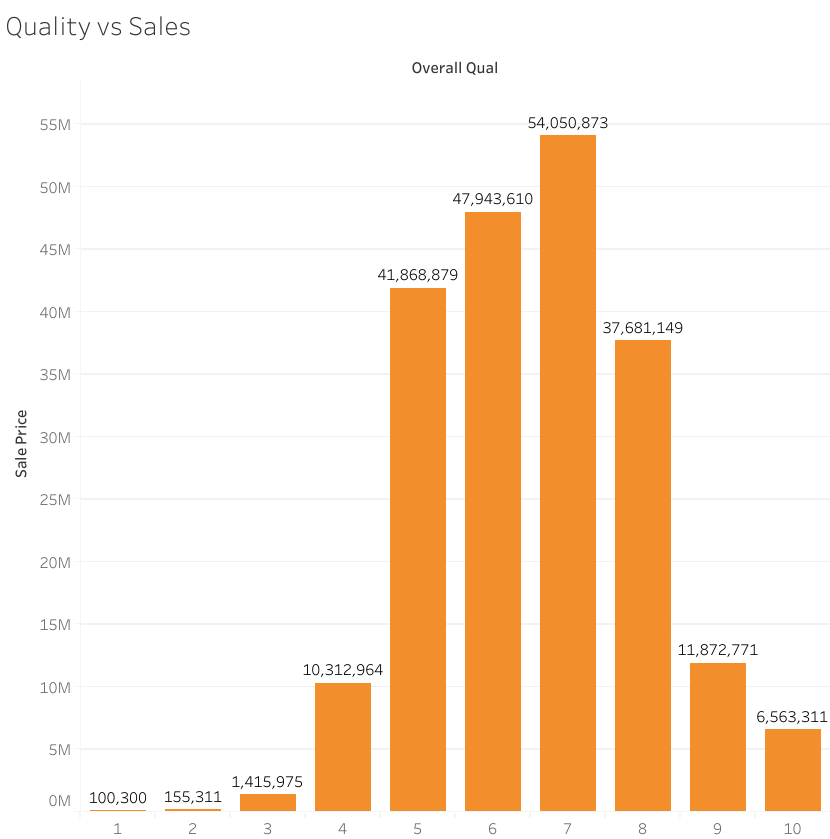 Quality vs Sales
Overall Qual
Sale Price
55M
50M
45M
40M
35M
30M
25M
20M
15M
10M
5M
0M
100,300
155,311
1,415,975
10,312,964
41,868,879
47,943,610
54,050,873
37,681,149
11,872,771
6,563,311
1 2 3 4 5 6 7 8 9 10